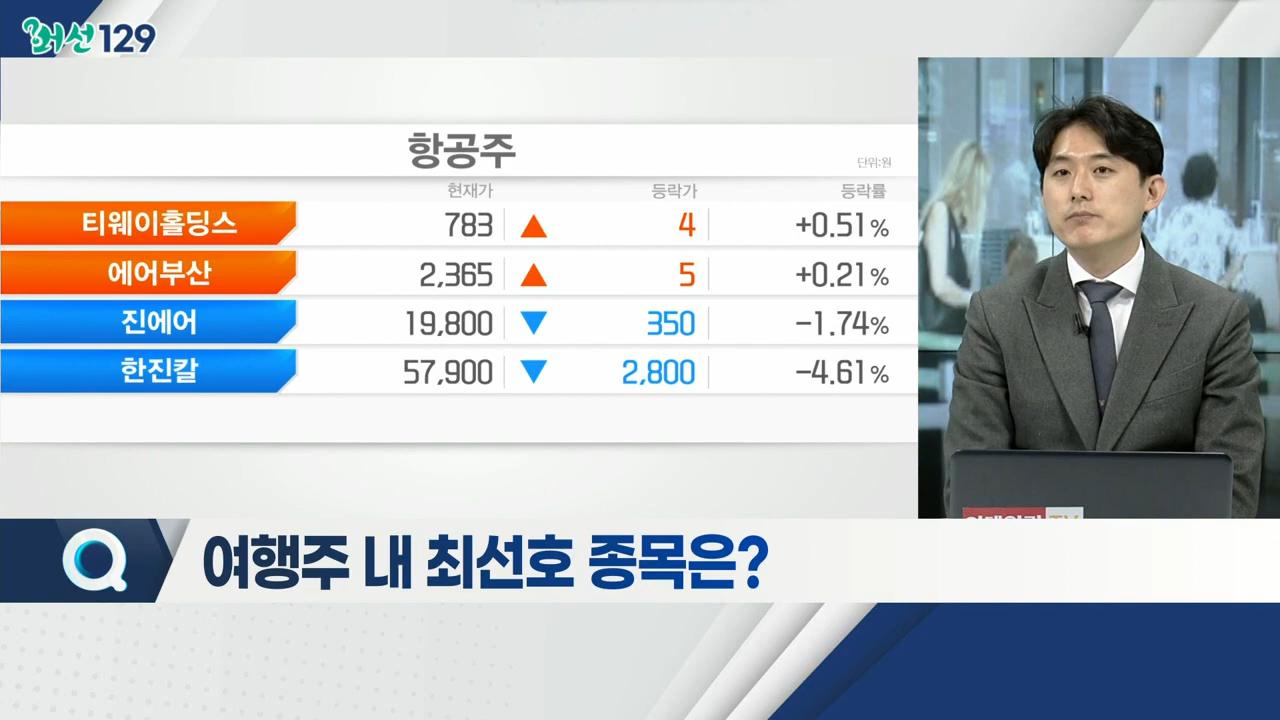 머선129
항공주
단위:원
현재가 등락가 등락률
티웨이홀딩스 783 ▲ 4 +0.51%
에어부산 2,365 ▲ 5 +0.21%
진에어 19,800 ▼ 350 -1.74%
한진칼 57,900 ▼ 2,800 -4.61%
Q 여행주 내 최선호 종목은?